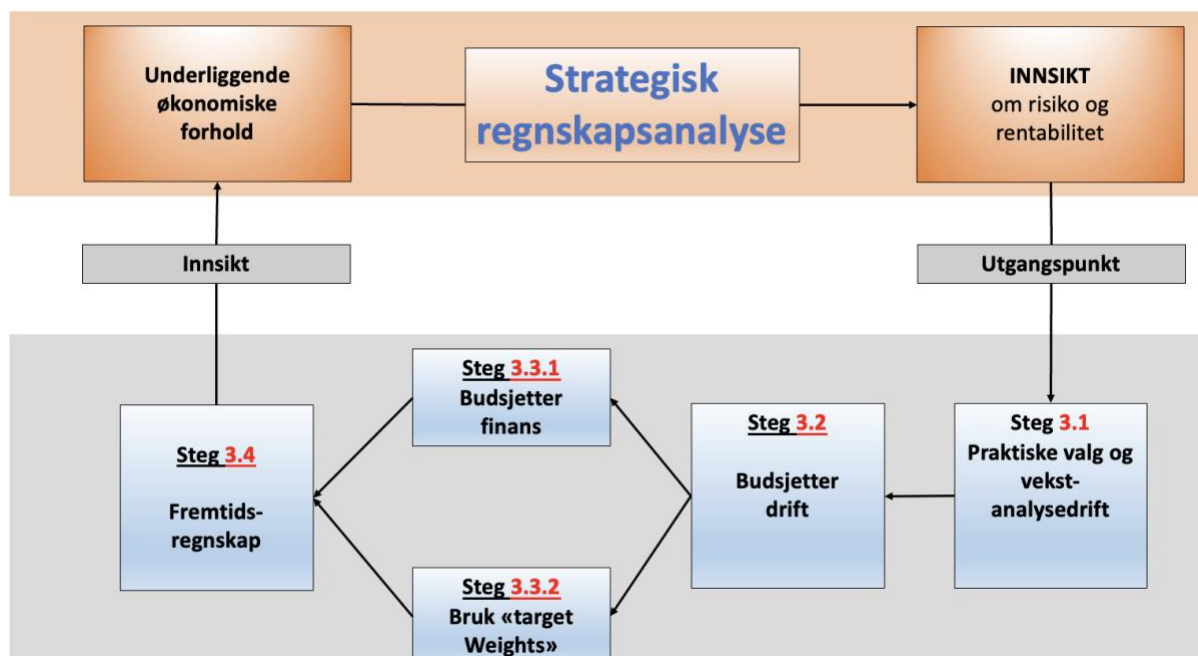 Underliggende
økonomiske
forhold
Strategisk
regnskapsanalyse
INNSIKT
om risiko og
rentabilitet
Innsikt
Utgangspunkt
Steg 3.1
Praktiske valg og
vekst-
analysedrift
Steg 3.2
Budsjetter
drift
Steg 3.3.1
Budsjetter
finans
Steg 3.3.2
Bruk «target
Weights»
Steg 3.4
Fremtids-
regnskap